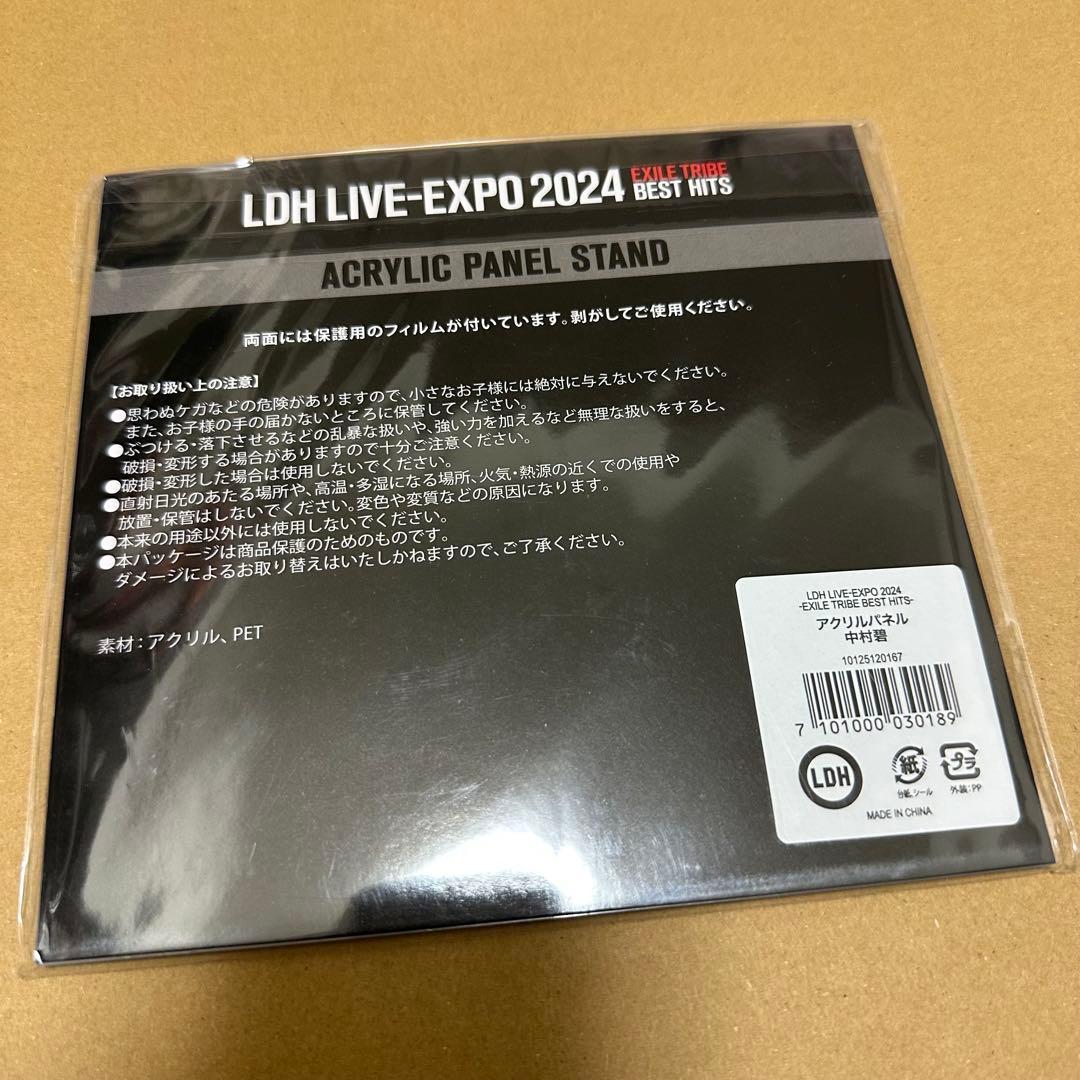 LDH LIVE-EXPO 2024 EXILE TRIBE BEST HITS
ACRYLIC PANEL STAND
両面には保護用のフィルムが付いています。剥がしてご使用ください。
【お取り扱い上の注意】
●思わぬケガなどの危険がありますので、小さなお子様には絶対に与えないでください。
また、お子様の手の届かないところに保管してください。
●ぶつける・落下させるなどの乱暴な扱いや、強い力を加えるなど無理な扱いをすると、
破損・変形する場合がありますので十分ご注意ください。
●破損・変形した場合は使用しないでください。
●直射日光のあたる場所や、高温・多湿になる場所、火気・熱源の近くでの使用や
放置・保管はしないでください。変色や変質などの原因になります。
●本来の用途以外には使用しないでください。
●本パッケージは商品保護のためのものです。
ダメージによるお取り替えはいたしかねますので、ご了承ください。
素材：アクリル、PET
LDH LIVE-EXPO 2024
-EXILE TRIBE BEST HITS-
アクリルパネル
中村碧
10125120167
7 101000 030189
LDH 紙 プラ
台紙、シール 外装：PP
MADE IN CHINA